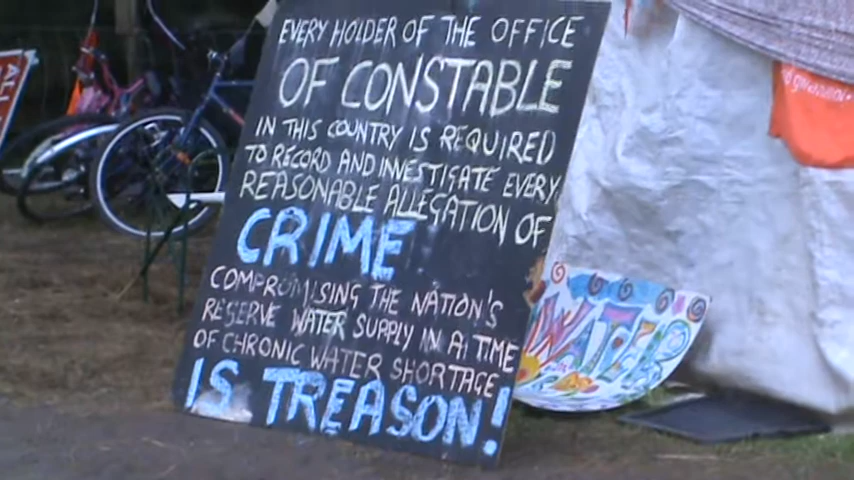 EVERY HOLDER OF THE OFFICE
OF CONSTABLE
IN THIS COUNTRY IS REQUIRED
TO RECORD AND INVESTIGATE EVERY
REASONABLE ALLEGATION OF
CRIME
COMPROMISING THE NATION'S
RESERVE WATER SUPPLY IN A TIME
OF CHRONIC WATER SHORTAGE
IS TREASON!
WATER